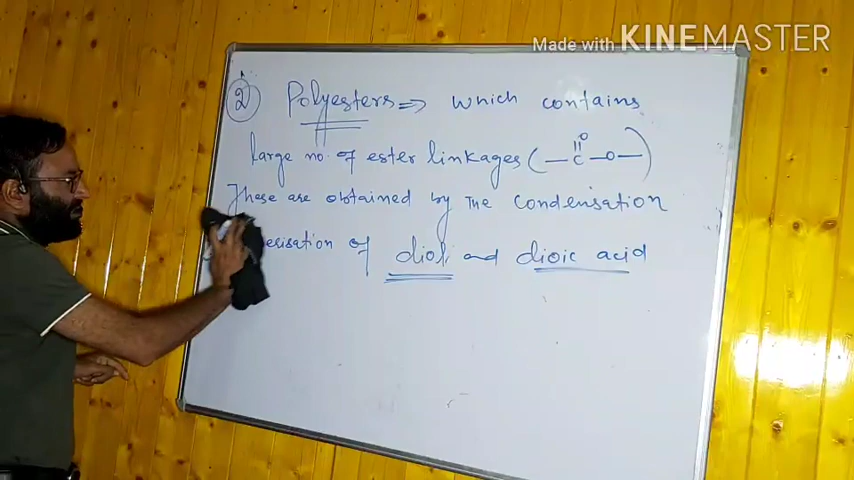 Made with KINEMASTER
② Polyesters ⇒ which contains
large no. of ester linkages ( — C — O — )
O
||
These are obtained by The condensation
erisation of diol and dioic acid